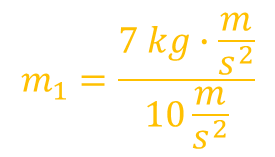 m₁ = (7 kg · m/s²) / (10 m/s²)